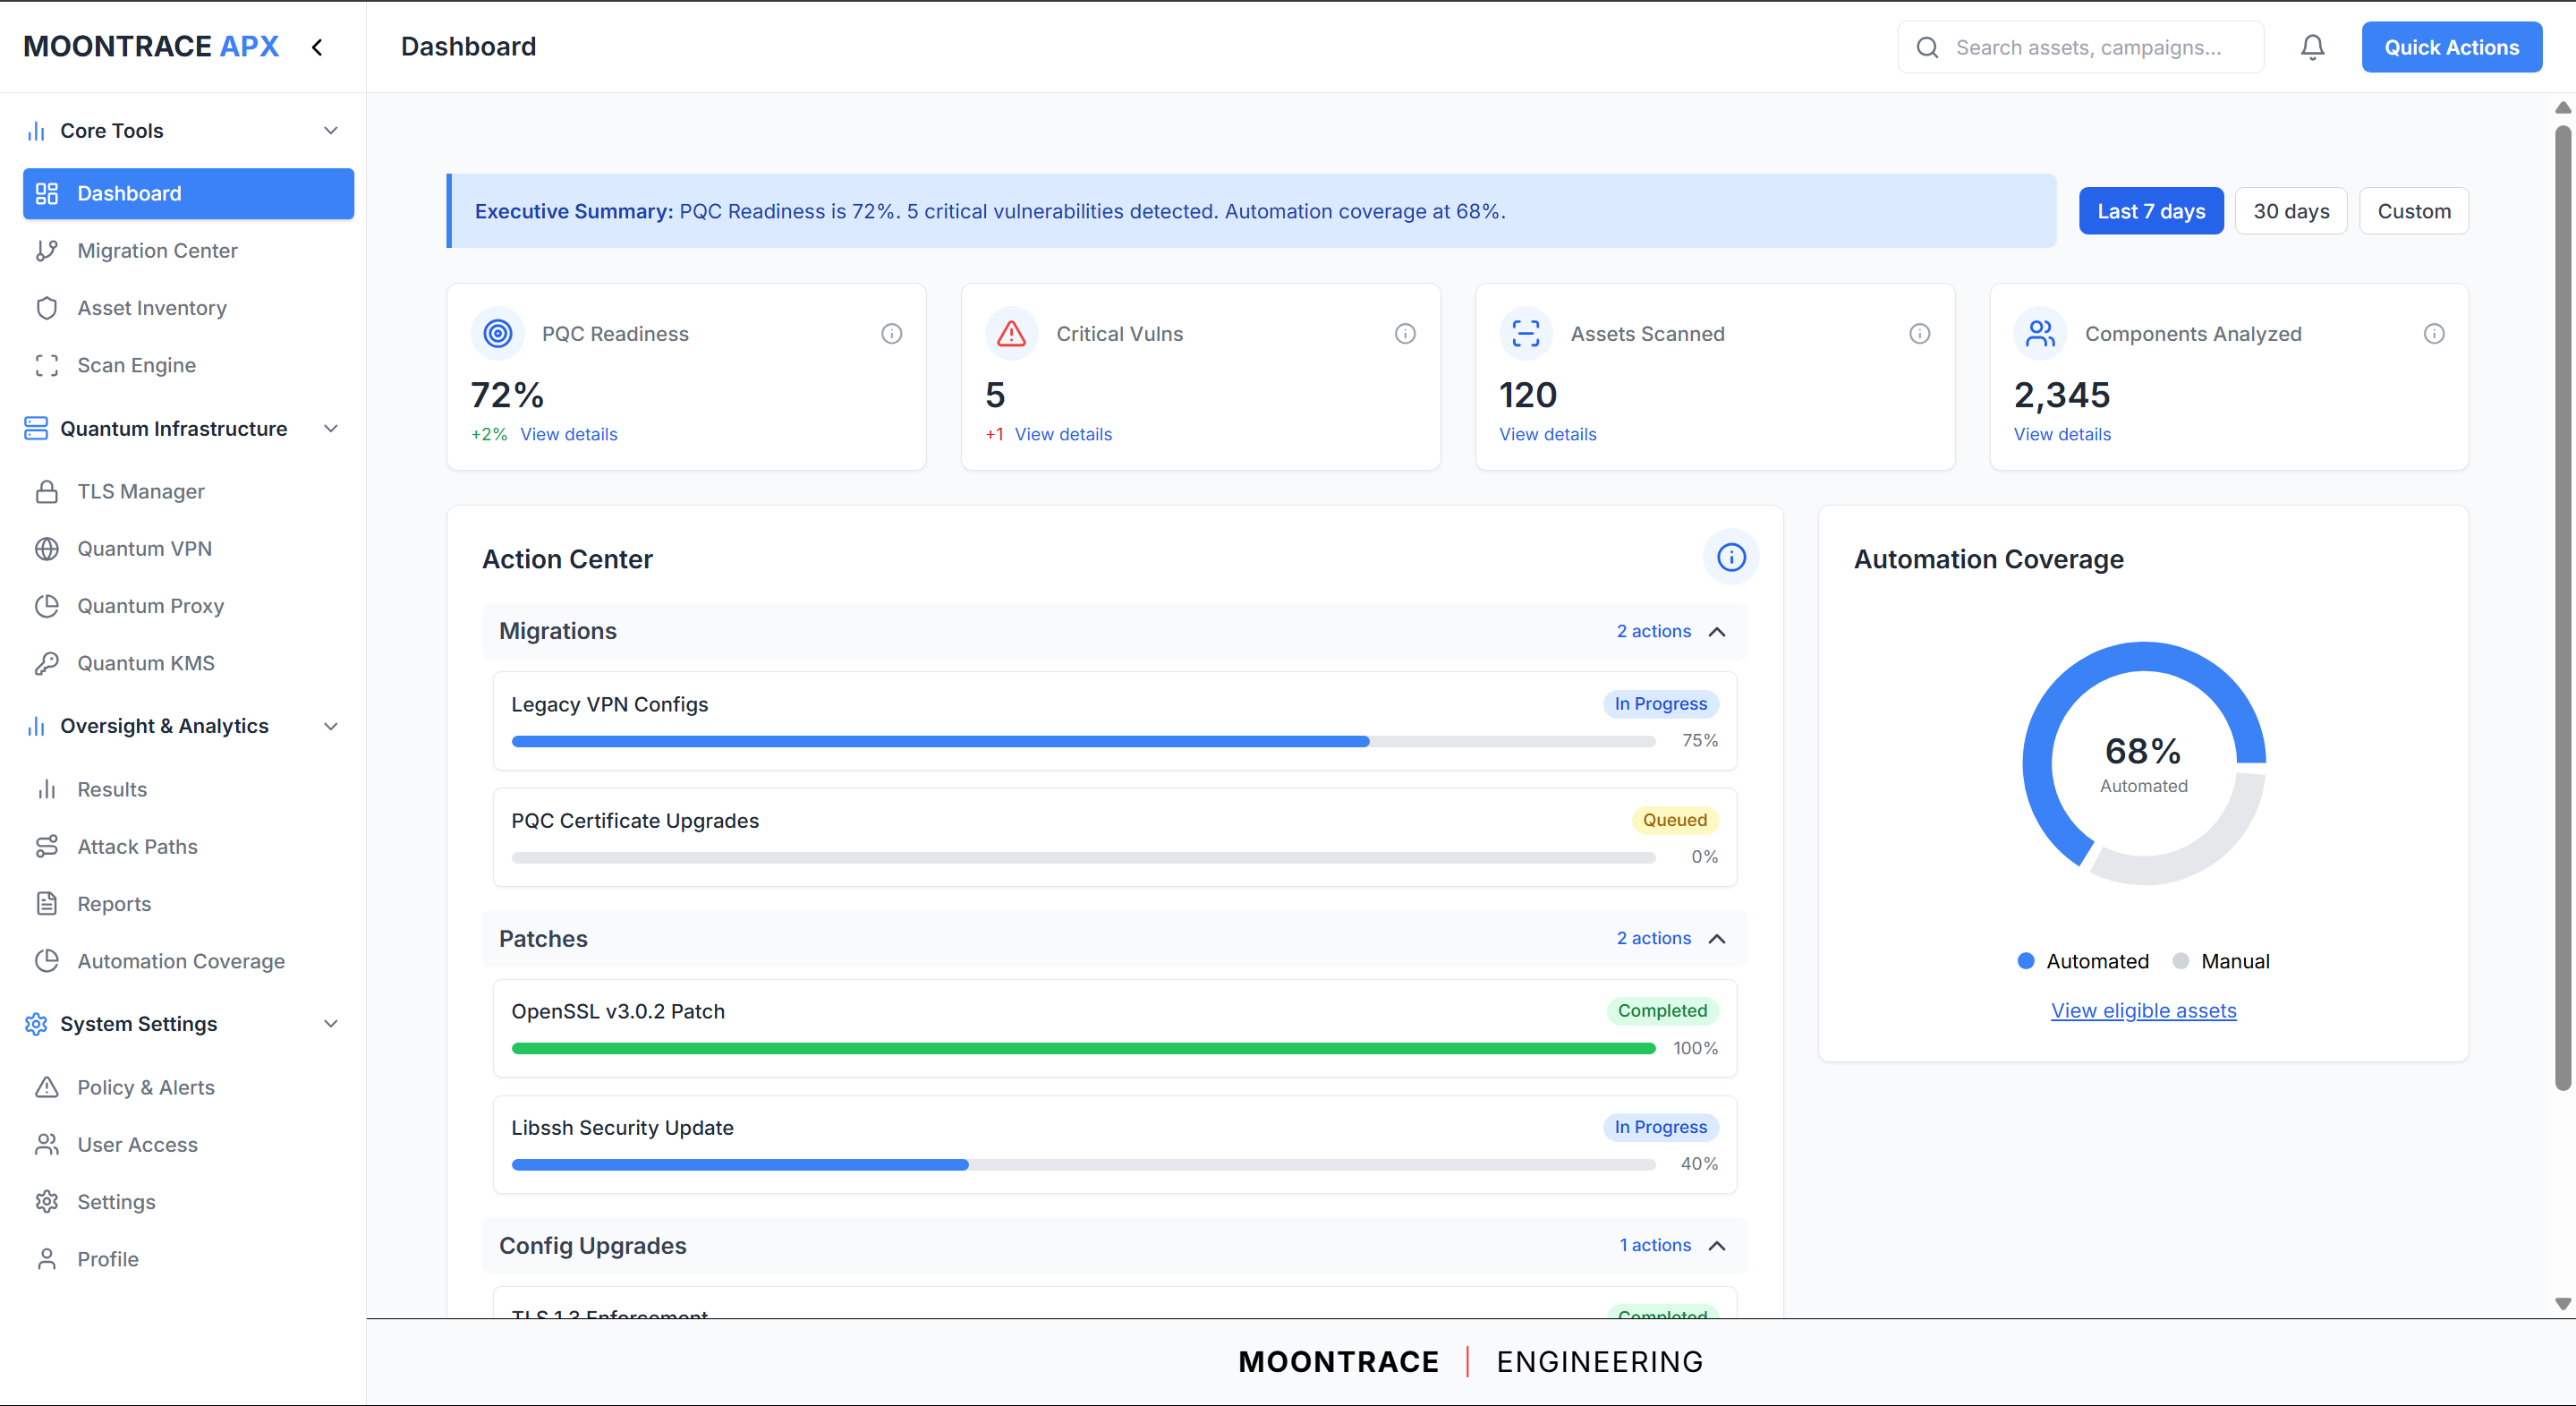 MOONTRACE APX
Dashboard
Search assets, campaigns...
Quick Actions
Core Tools
Dashboard
Migration Center
Asset Inventory
Scan Engine
Quantum Infrastructure
TLS Manager
Quantum VPN
Quantum Proxy
Quantum KMS
Oversight & Analytics
Results
Attack Paths
Reports
Automation Coverage
System Settings
Policy & Alerts
User Access
Settings
Profile
Executive Summary: PQC Readiness is 72%. 5 critical vulnerabilities detected. Automation coverage at 68%.
Last 7 days
30 days
Custom
PQC Readiness
72%
+2% View details
Critical Vulns
5
+1 View details
Assets Scanned
120
View details
Components Analyzed
2,345
View details
Action Center
Migrations
2 actions
Legacy VPN Configs
In Progress
75%
PQC Certificate Upgrades
Queued
0%
Patches
2 actions
OpenSSL v3.0.2 Patch
Completed
100%
Libssh Security Update
In Progress
40%
Config Upgrades
1 actions
TLS 1.3 Enforcement
Completed
Automation Coverage
68%
Automated
Automated
Manual
View eligible assets
MOONTRACE | ENGINEERING